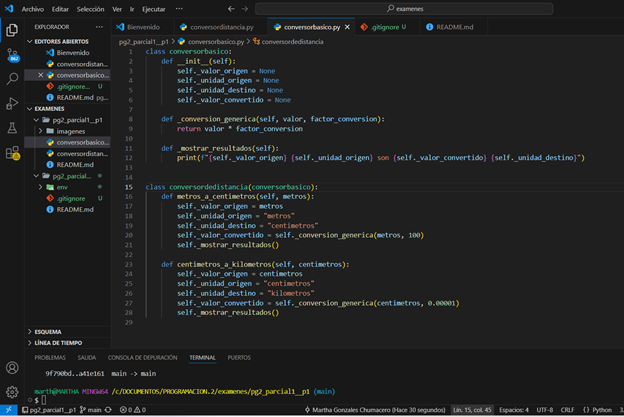 Archivo Editar Selección Ver Ir Ejecutar ... examenes
EXPLORADOR ...
EDITORES ABIERTOS
Bienvenido
conversordistancia....
conversorbasico...
.gitignore... U
README.md pg...
EXAMENES
pg2_parcial1__p1
imagenes
conversorbasico...
conversordistanc...
README.md
pg2_parcial...
env
.gitignore U
README.md
ESQUEMA
LÍNEA DE TIEMPO
Bienvenido conversordistancia.py conversorbasico.py .gitignore U README.md
pg2_parcial1__p1 > conversorbasico.py > conversordedistancia
1 class conversorbasico:
2 def __init__(self):
3 self._valor_origen = None
4 self._unidad_origen = None
5 self._unidad_destino = None
6 self._valor_convertido = None
7
8 def _conversion_generica(self, valor, factor_conversion):
9 return valor * factor_conversion
10
11 def _mostrar_resultados(self):
12 print(f"{self._valor_origen} {self._unidad_origen} son {self._valor_convertido} {self._unidad_destino}")
13
14
15 class conversordedistancia(conversorbasico):
16 def metros_a_centimetros(self, metros):
17 self._valor_origen = metros
18 self._unidad_origen = "metros"
19 self._unidad_destino = "centimetros"
20 self._valor_convertido = self._conversion_generica(metros, 100)
21 self._mostrar_resultados()
22
23 def centimetros_a_kilometros(self, centimetros):
24 self._valor_origen = centimetros
25 self._unidad_origen = "centimetros"
26 self._unidad_destino = "kilometros"
27 self._valor_convertido = self._conversion_generica(centimetros, 0.00001)
28 self._mostrar_resultados()
29
PROBLEMAS SALIDA CONSOLA DE DEPURACIÓN TERMINAL PUERTOS
9f790bd..a41e161 main -> main
marth@MARTHA MINGW64 /c/DOCUMENTOS/PROGRAMACION.2/examenes/pg2_parcial1__p1 (main)
$
pg2_parcial1__p1 main 0 0 Martha Gonzales Chumacero (Hace 30 segundos) Lín. 15, col. 45 Espacios: 4 UTF-8 CRLF {} Python